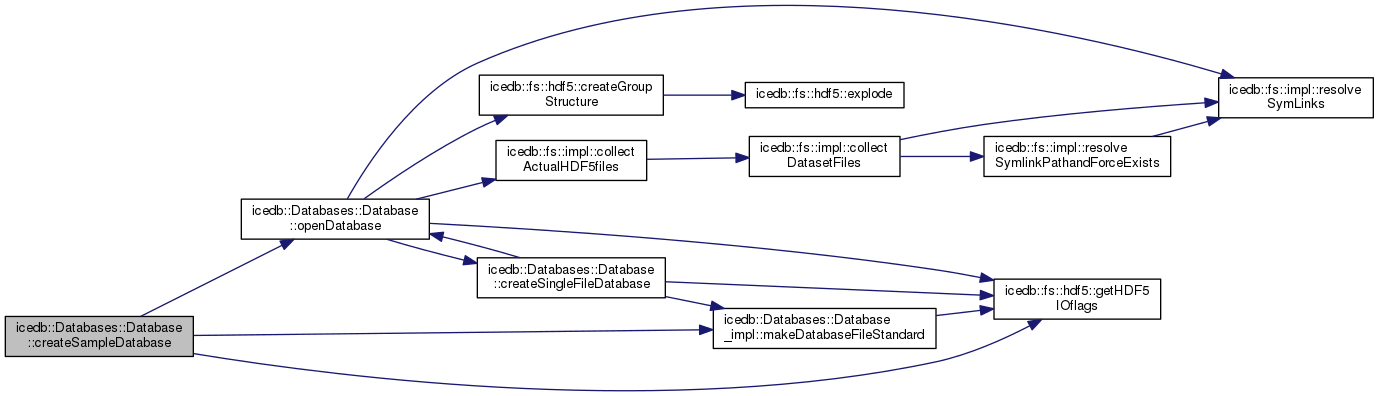 icedb::fs::hdf5::createGroup
Structure
icedb::fs::hdf5::explode
icedb::fs::impl::resolve
SymLinks
icedb::fs::impl::collect
ActualHDF5files
icedb::fs::impl::collect
DatasetFiles
icedb::fs::impl::resolve
SymlinkPathandForceExists
icedb::Databases::Database
::openDatabase
icedb::Databases::Database
::createSingleFileDatabase
icedb::fs::hdf5::getHDF5
IOflags
icedb::Databases::Database
::createSampleDatabase
icedb::Databases::Database
_impl::makeDatabaseFileStandard